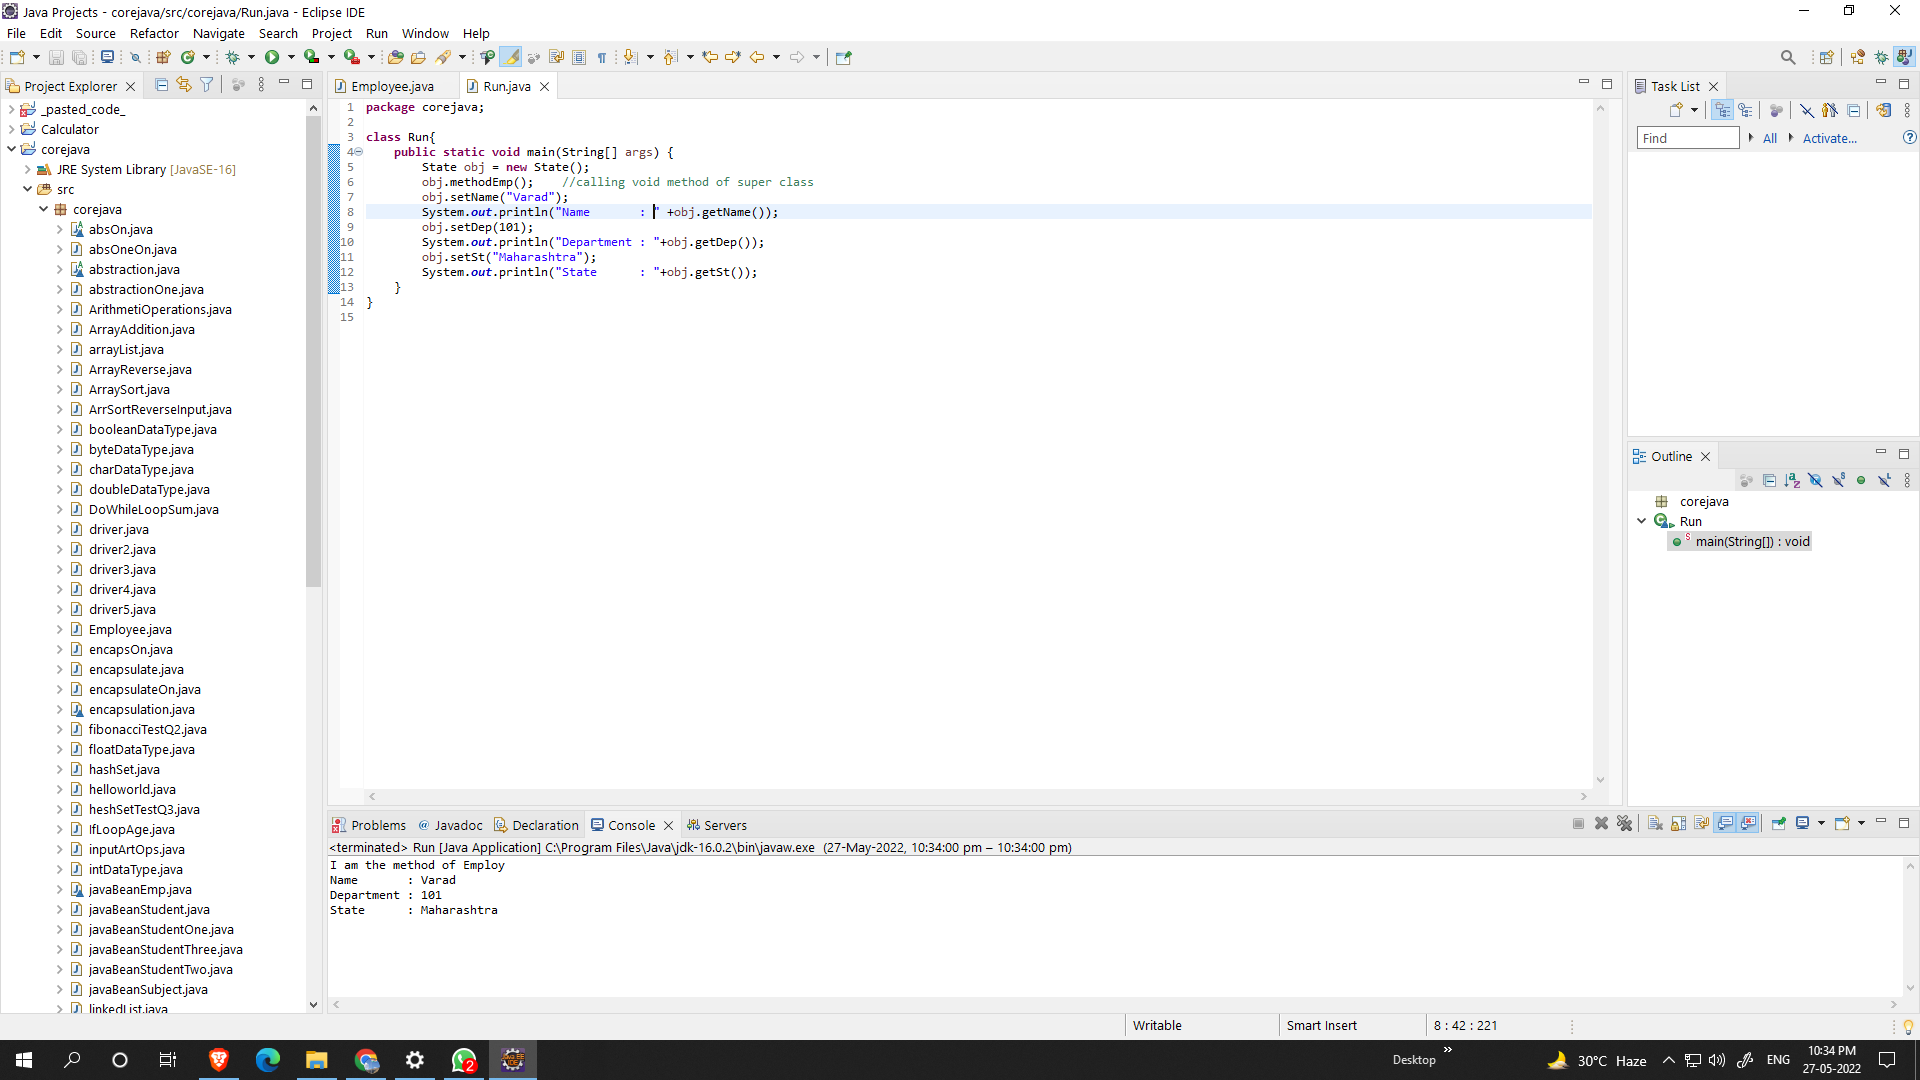 Java Projects - corejava/src/corejava/Run.java - Eclipse IDE
File Edit Source Refactor Navigate Search Project Run Window Help
Project Explorer
_pasted_code_
Calculator
corejava
JRE System Library [JavaSE-16]
src
corejava
absOn.java
absOneOn.java
abstraction.java
abstractionOne.java
ArithmetiOperations.java
ArrayAddition.java
arrayList.java
ArrayReverse.java
ArraySort.java
ArrSortReverseInput.java
booleanDataType.java
byteDataType.java
charDataType.java
doubleDataType.java
DoWhileLoopSum.java
driver.java
driver2.java
driver3.java
driver4.java
driver5.java
Employee.java
encapsOn.java
encapsulate.java
encapsulateOn.java
encapsulation.java
fibonacciTestQ2.java
floatDataType.java
hashSet.java
helloworld.java
heshSetTestQ3.java
IfLoopAge.java
inputArtOps.java
intDataType.java
javaBeanEmp.java
javaBeanStudent.java
javaBeanStudentOne.java
javaBeanStudentThree.java
javaBeanStudentTwo.java
javaBeanSubject.java
linkedList.java
Employee.java Run.java
1 package corejava;
2
3 class Run{
4 public static void main(String[] args) {
5 State obj = new State();
6 obj.methodEmp(); //calling void method of super class
7 obj.setName("Varad");
8 System.out.println("Name : " +obj.getName());
9 obj.setDep(101);
10 System.out.println("Department : "+obj.getDep());
11 obj.setSt("Maharashtra");
12 System.out.println("State : "+obj.getSt());
13 }
14 }
15
Task List
Find All Activate...
Outline
corejava
Run
main(String[]) : void
Problems Javadoc Declaration Console Servers
<terminated> Run [Java Application] C:\Program Files\Java\jdk-16.0.2\bin\javaw.exe (27-May-2022, 10:34:00 pm – 10:34:00 pm)
I am the method of Employ
Name : Varad
Department : 101
State : Maharashtra
Writable Smart Insert 8 : 42 : 221
2
Desktop » 30°C Haze ENG 10:34 PM
27-05-2022